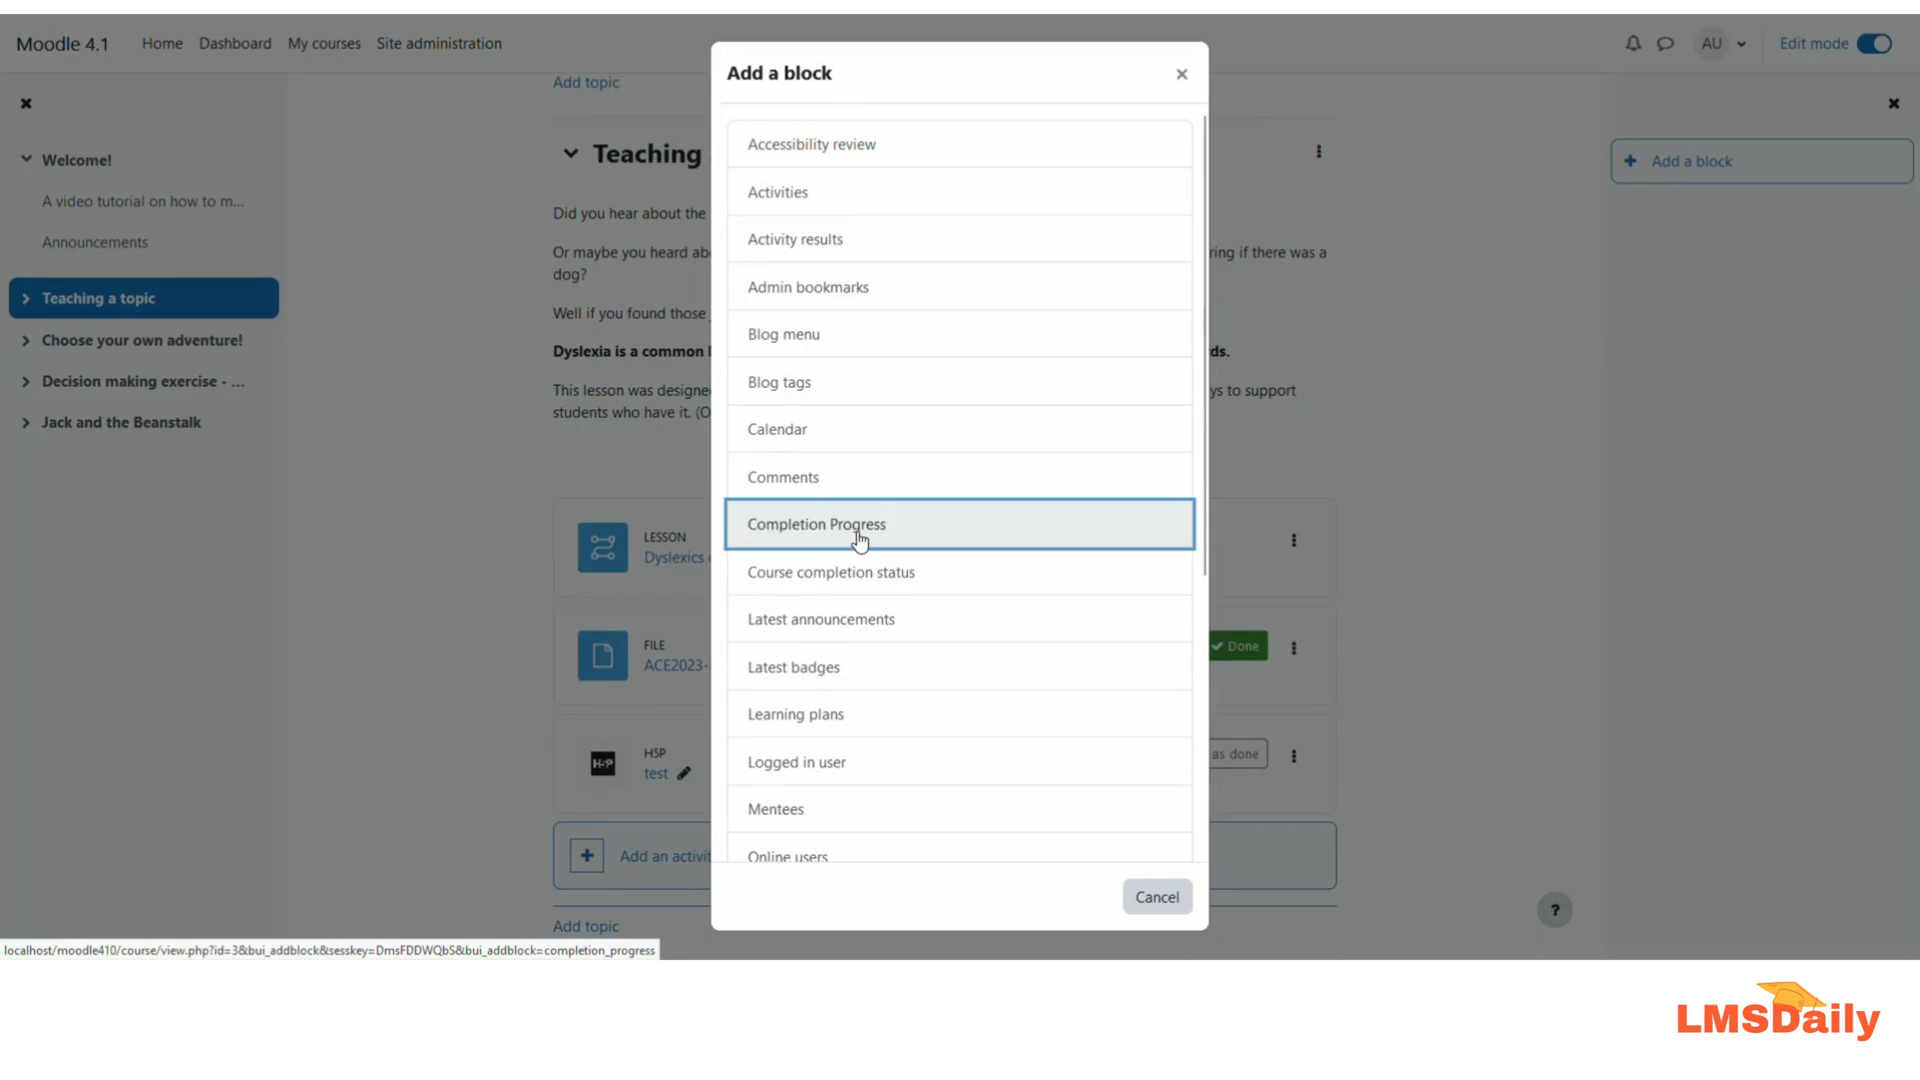 Moodle 4.1
Home
Dashboard
My courses
Site administration
AU
Edit mode
Welcome!
A video tutorial on how to m...
Announcements
Teaching a topic
Choose your own adventure!
Decision making exercise - ...
Jack and the Beanstalk
Add topic
Teaching
Did you hear about the
Or maybe you heard abo
ring if there was a
dog?
Well if you found those
Dyslexia is a common
ds.
This lesson was designe
ys to support
students who have it. (O
LESSON
Dyslexics
FILE
ACE2023-
Done
H5P
H5P
test
as done
Add an activit
Add topic
Add a block
Accessibility review
Activities
Activity results
Admin bookmarks
Blog menu
Blog tags
Calendar
Comments
Completion Progress
Course completion status
Latest announcements
Latest badges
Learning plans
Logged in user
Mentees
Online users
Cancel
Add a block
?
localhost/moodle410/course/view.php?id=3&bui_addblock&sesskey=DmsFDDWQbS&bui_addblock=completion_progress
LMSDaily